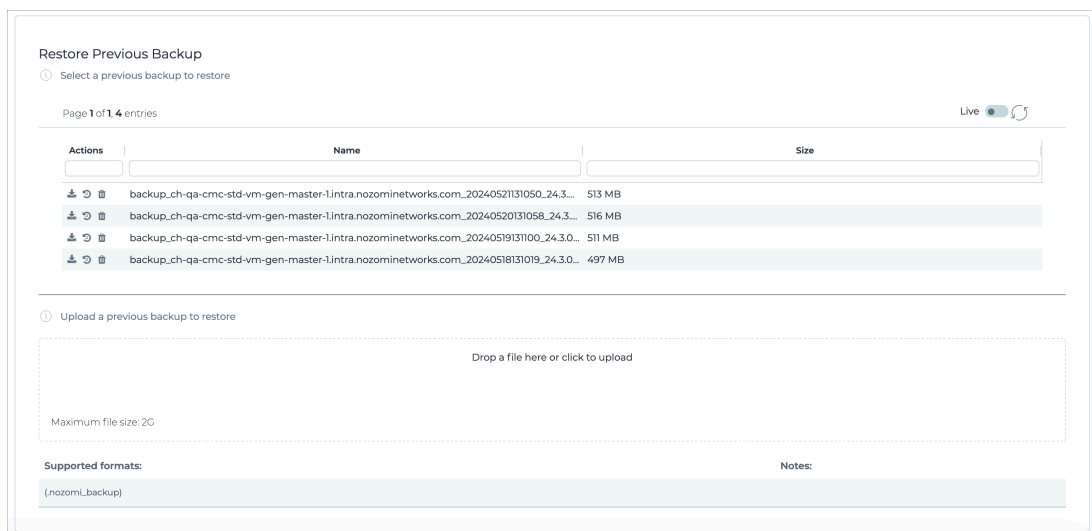 Restore Previous Backup
Select a previous backup to restore
Page 1 of 1, 4 entries
Live
Actions Name Size
backup_ch-qa-cmc-std-vm-gen-master-1.intra.nozominetworks.com_20240521131050_24.3.... 513 MB
backup_ch-qa-cmc-std-vm-gen-master-1.intra.nozominetworks.com_20240520131058_24.3.... 516 MB
backup_ch-qa-cmc-std-vm-gen-master-1.intra.nozominetworks.com_20240519131100_24.3.0... 511 MB
backup_ch-qa-cmc-std-vm-gen-master-1.intra.nozominetworks.com_20240518131019_24.3.0... 497 MB
Upload a previous backup to restore
Drop a file here or click to upload
Maximum file size: 2G
Supported formats: Notes:
(.nozomi_backup)